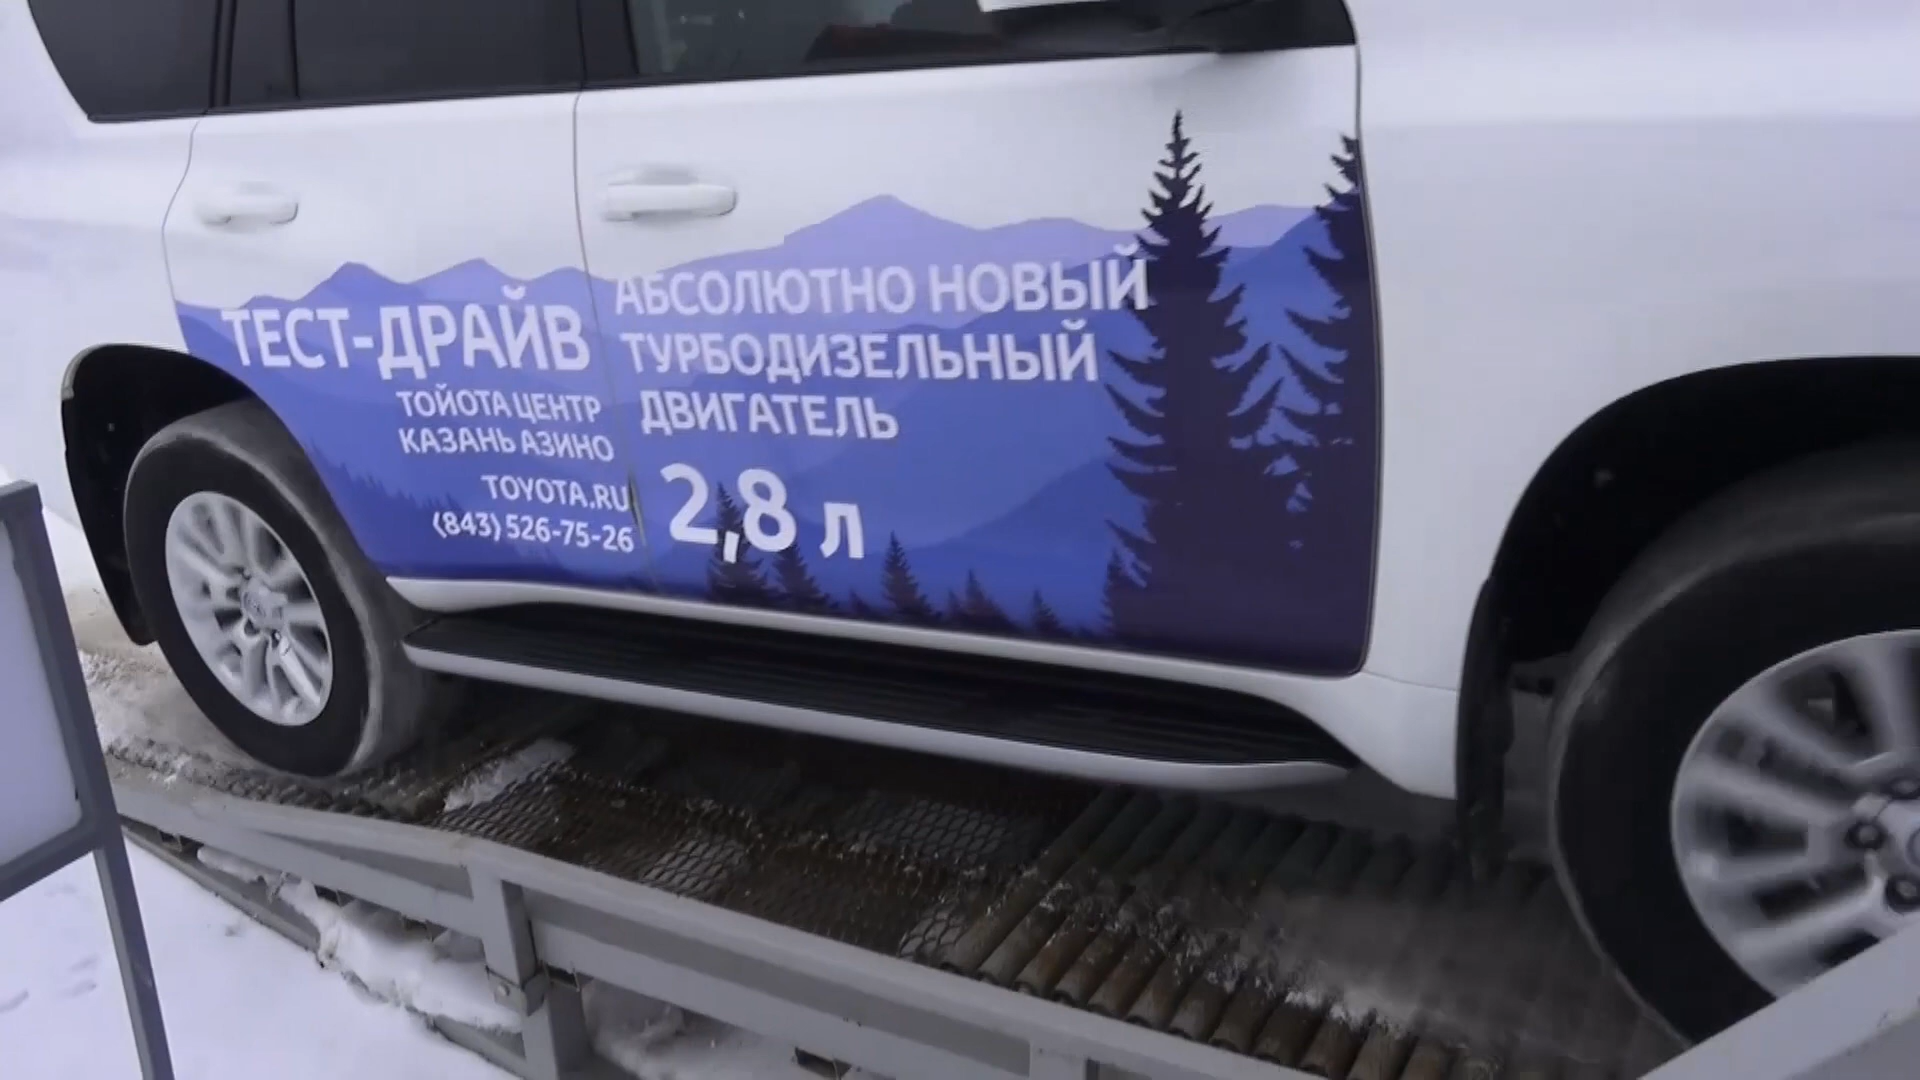 ТЕСТ-ДРАЙВ
ТОЙОТА ЦЕНТР
КАЗАНЬ АЗИНО
TOYOTA.RU
(843) 526-75-26
АБСОЛЮТНО НОВЫЙ
ТУРБОДИЗЕЛЬНЫЙ
ДВИГАТЕЛЬ
2,8 л